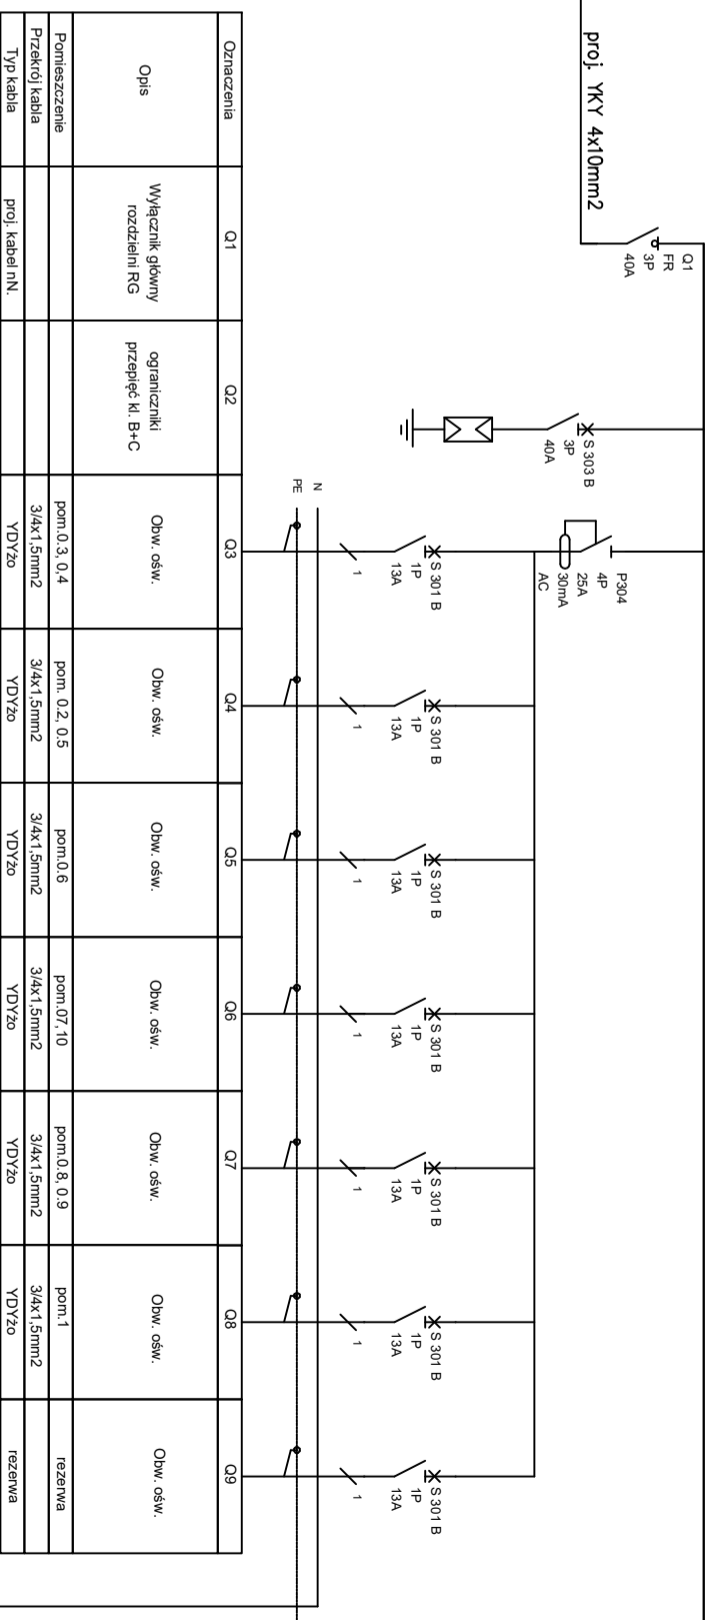 proj. YKY 4x10mm2
Q1
FR
3P
40A
S 303 B
3P
40A
P304
4P
25A
30mA
AC
S 301 B
1P
13A
1
S 301 B
1P
13A
1
S 301 B
1P
13A
1
S 301 B
1P
13A
1
S 301 B
1P
13A
1
S 301 B
1P
13A
1
S 301 B
1P
13A
1
N
PE
Oznaczenia Q1 Q2 Q3 Q4 Q5 Q6 Q7 Q8 Q9
Opis
Wyłącznik główny
rozdzielni RG
ograniczniki
przepięć kl. B+C
Obw. ośw. Obw. ośw. Obw. ośw. Obw. ośw. Obw. ośw. Obw. ośw. Obw. ośw.
Pomieszczenie pom.0.3, 0,4 pom. 0.2, 0.5 pom.0.6 pom.07,10 pom.0.8, 0.9 pom.1 rezerwa
Przekrój kabla 3/4x1,5mm2 3/4x1,5mm2 3/4x1,5mm2 3/4x1,5mm2 3/4x1,5mm2 3/4x1,5mm2
Typ kabla proj. kabel nN. YDYżo YDYżo YDYżo YDYżo YDYżo YDYżo rezerwa